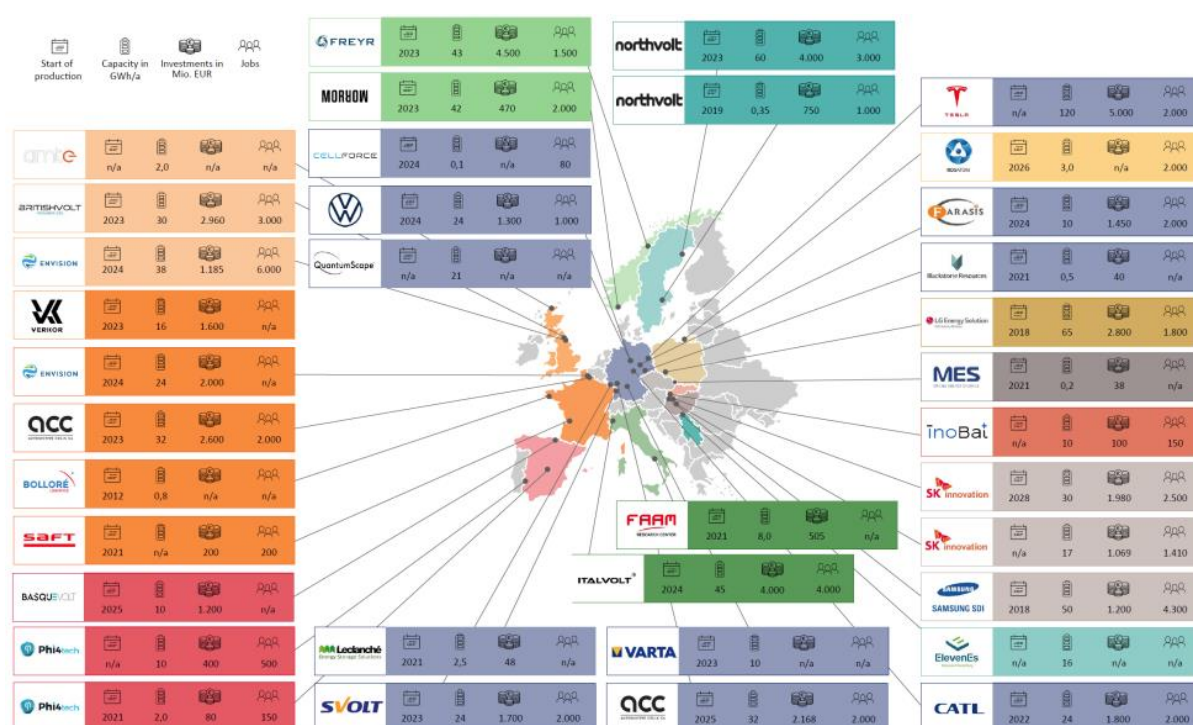 Start of production
Capacity in GWh/a
Investments in Mio. EUR
Jobs
FREYR
2023 43 4.500 1.500
MORROW
2023 42 470 2.000
northvolt
2023 60 4.000 3.000
northvolt
2019 0,35 750 1.000
amte
n/a 2,0 n/a n/a
BRITISHVOLT
2023 30 2.960 3.000
ENVISION
2024 38 1.185 6.000
VERKOR
2023 16 1.600 n/a
ENVISION
2024 24 2.000 n/a
acc
2023 32 2.600 2.000
BOLLORÉ
2012 0,8 n/a n/a
saft
2021 n/a 200 200
BASQUEVOLT
2025 10 1.200 n/a
Phi4tech
n/a 10 400 500
Phi4tech
2021 2,0 80 150
CELLFORCE
2024 0,1 n/a 80
VW
2024 24 1.300 1.000
QuantumScape
n/a 21 n/a n/a
TESLA
n/a 120 5.000 2.000
ROSATOM
2026 3,0 n/a 2.000
FARASIS
2024 10 1.450 2.000
Blackstone Resources
2021 0,5 40 n/a
LG Energy Solution
2018 65 2.800 1.800
MES
2021 0,2 38 n/a
InoBat
n/a 10 100 150
SK innovation
2028 30 1.980 2.500
SK innovation
n/a 17 1.069 1.410
SAMSUNG
SAMSUNG SDI
2018 50 1.200 4.300
ElevenEs
n/a 16 n/a n/a
CATL
2022 24 1.800 2.000
FAAM
RESEARCH CENTER
2021 8,0 505 n/a
ITALVOLT
2024 45 4.000 4.000
Leclanché
Energy Storage Solutions
2021 2,5 48 n/a
SVOLT
2023 24 1.700 2.000
VARTA
2023 10 n/a n/a
acc
AUTOMOTIVE CELLS CO
2025 32 2.168 2.000